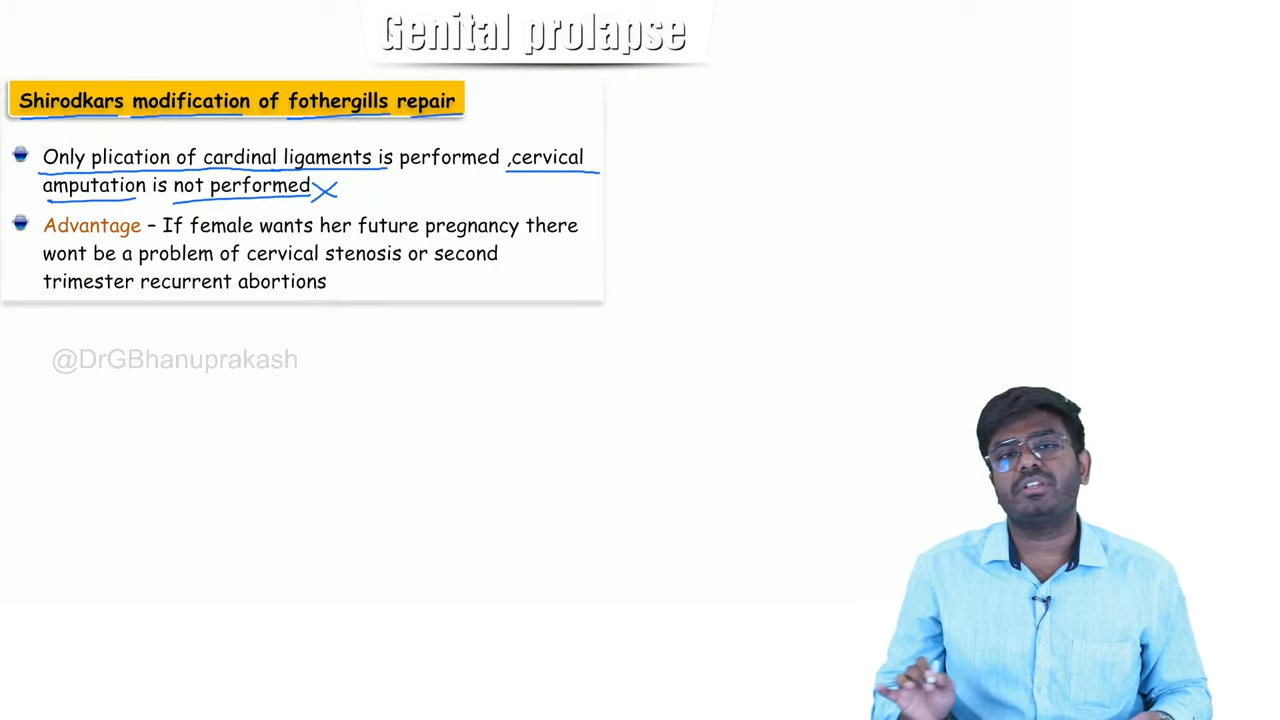 Genital prolapse
Shirodkars modification of fothergills repair
Only plication of cardinal ligaments is performed ,cervical
amputation is not performed
Advantage – If female wants her future pregnancy there
wont be a problem of cervical stenosis or second
trimester recurrent abortions
@DrGBhanuprakash